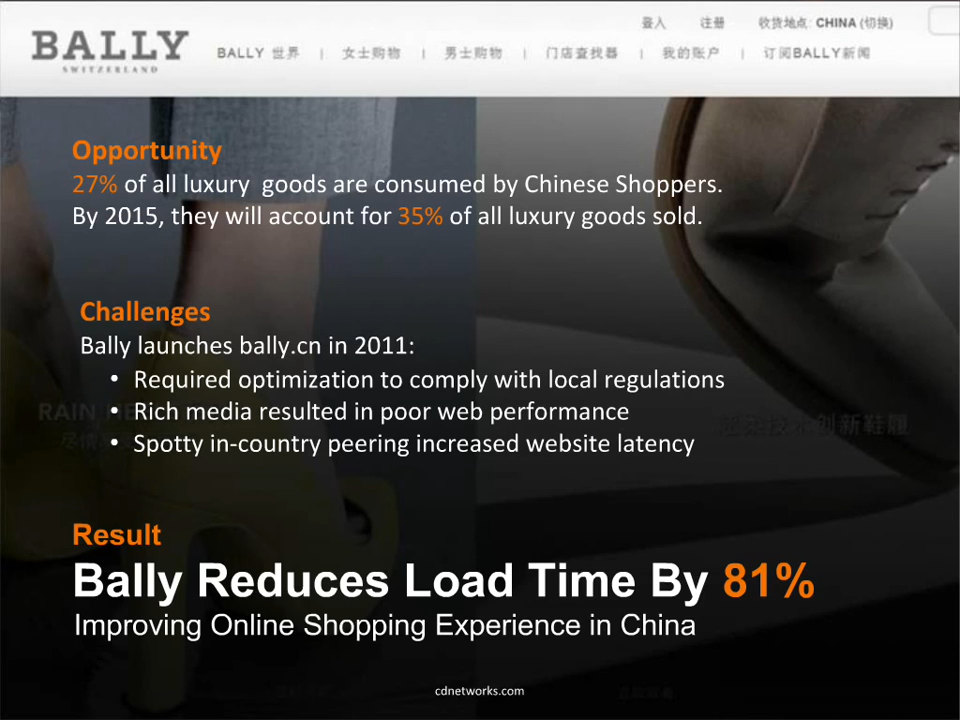 登入 注册 收货地点: CHINA (切换)
BALLY
SWITZERLAND
BALLY 世界 | 女士购物 | 男士购物 | 门店查找器 | 我的账户 | 订阅BALLY新闻
Opportunity
27% of all luxury goods are consumed by Chinese Shoppers.
By 2015, they will account for 35% of all luxury goods sold.
Challenges
Bally launches bally.cn in 2011:
• Required optimization to comply with local regulations
• Rich media resulted in poor web performance
• Spotty in-country peering increased website latency
RAIN
创新鞋履
Result
Bally Reduces Load Time By 81%
Improving Online Shopping Experience in China
cdnetworks.com